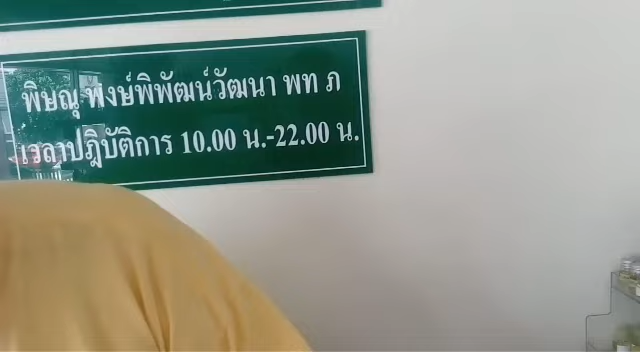 พิษณุ พงษ์พิพัฒน์วัฒนา พท ภ
เวลาปฏิบัติการ 10.00 น.-22.00 น.